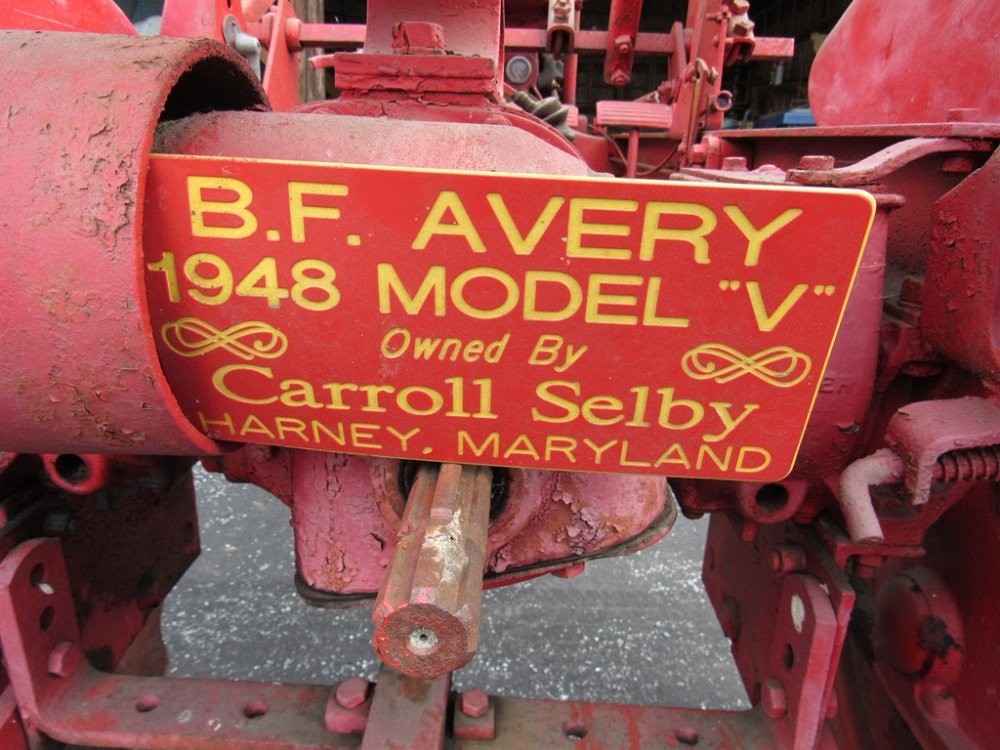 B.F. AVERY
1948 MODEL "V"
Owned By
Carroll Selby
HARNEY, MARYLAND